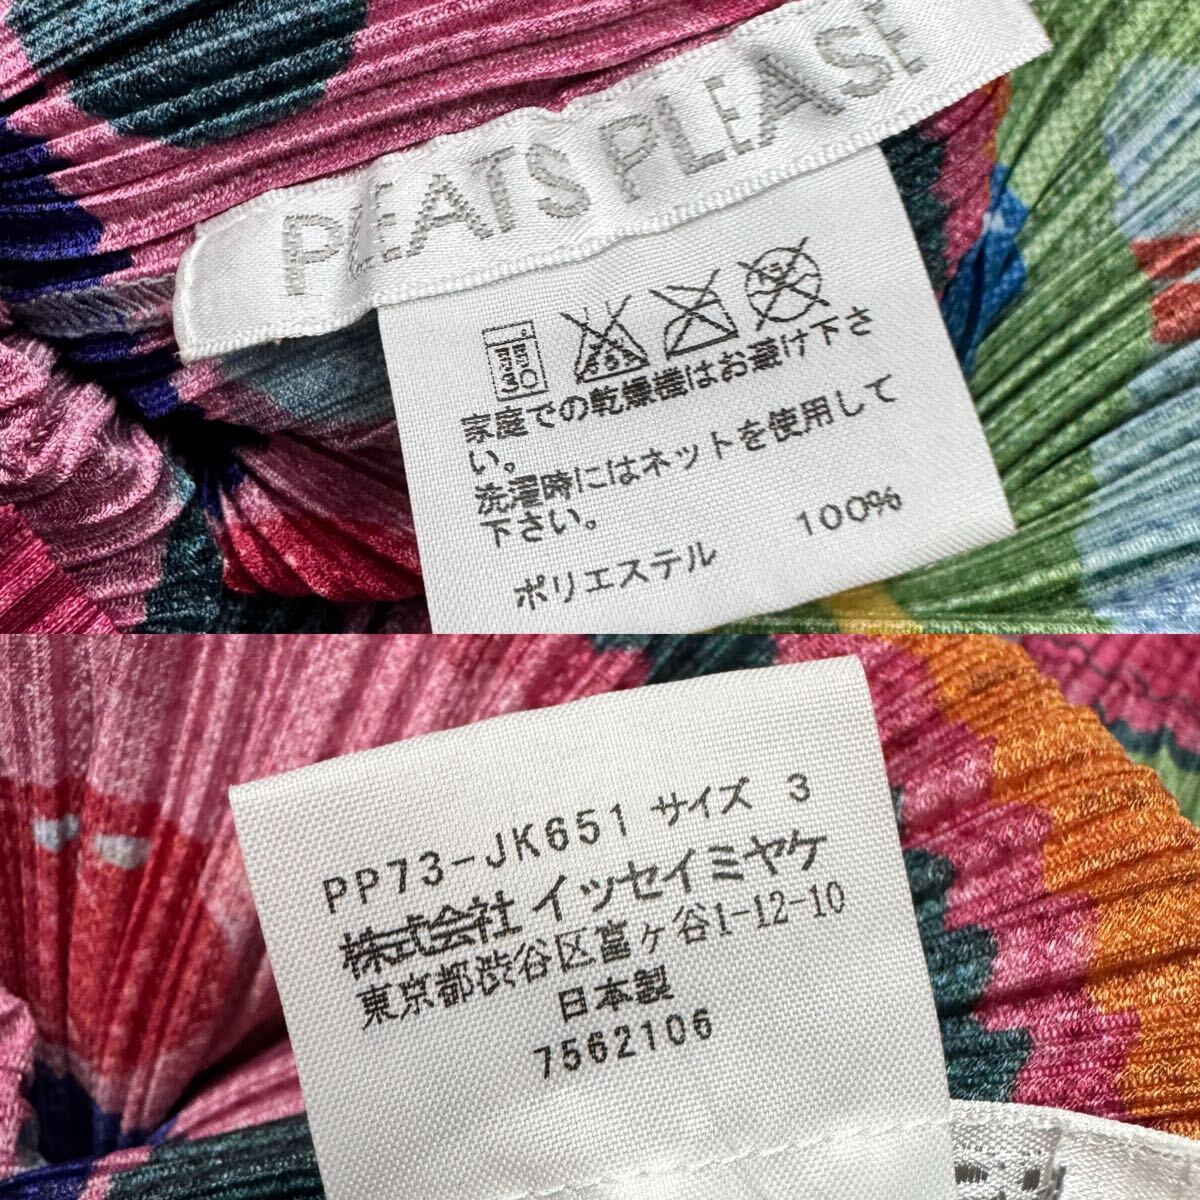 PLEATS PLEASE
家庭での乾燥機はお避け下さ
い。
洗濯時にはネットを使用して
下さい。
ポリエステル 100%
PP73-JK651 サイズ 3
株式会社 イッセイミヤケ
東京都渋谷区富ヶ谷1-12-10
日本製
7562106